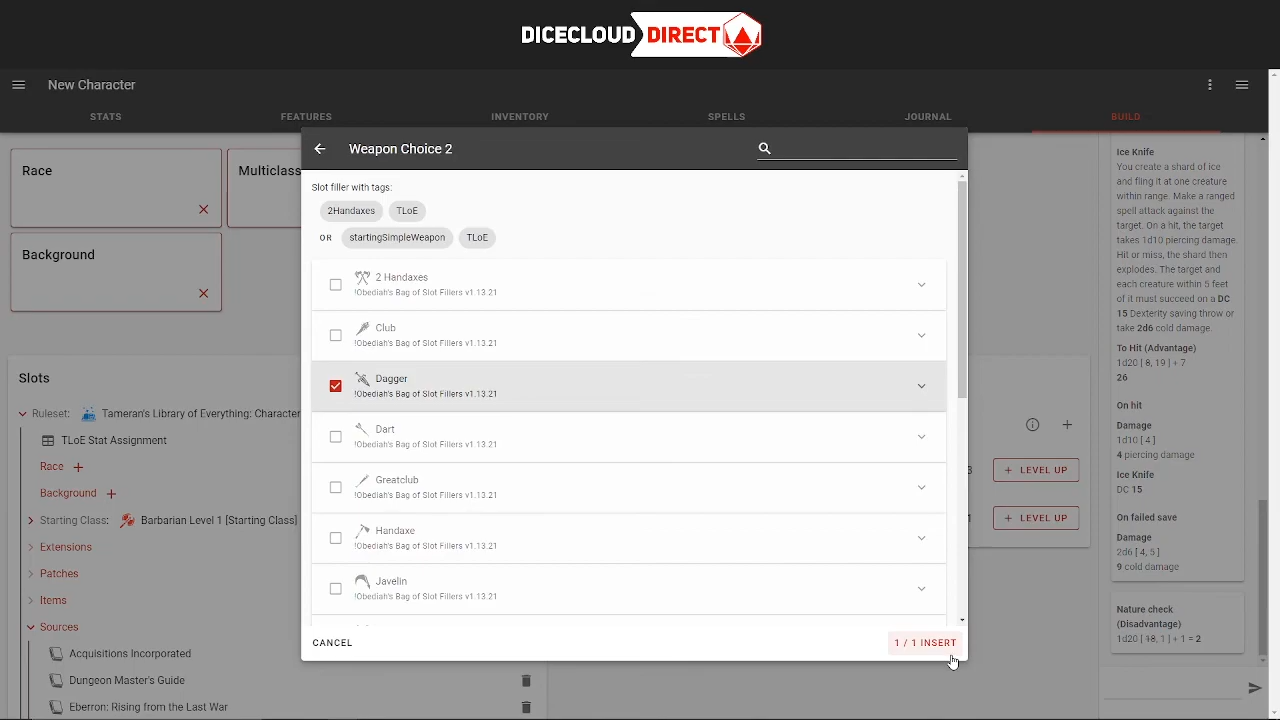 DICECLOUD DIRECT
New Character
STATS
FEATURES
INVENTORY
SPELLS
JOURNAL
BUILD
Race
Multiclass
Background
Slots
Ruleset: Tameran's Library of Everything: Character
TLoE Stat Assignment
Race +
Background +
Starting Class: Barbarian Level 1 [Starting Class]
Extensions
Patches
Items
Sources
Acquisitions Incorporated
Dungeon Master's Guide
Eberron: Rising from the Last War
Weapon Choice 2
Slot filler with tags:
2Handaxes TLoE
OR startingSimpleWeapon TLoE
2 Handaxes
!Obediah's Bag of Slot Fillers v1.13.21
Club
!Obediah's Bag of Slot Fillers v1.13.21
Dagger
!Obediah's Bag of Slot Fillers v1.13.21
Dart
!Obediah's Bag of Slot Fillers v1.13.21
Greatclub
!Obediah's Bag of Slot Fillers v1.13.21
Handaxe
!Obediah's Bag of Slot Fillers v1.13.21
Javelin
!Obediah's Bag of Slot Fillers v1.13.21
CANCEL
1 / 1 INSERT
3
+ LEVEL UP
1
+ LEVEL UP
Ice Knife
You create a shard of ice
and fling it at one creature
within range. Make a ranged
spell attack against the
target. On a hit, the target
takes 1d10 piercing damage.
Hit or miss, the shard then
explodes. The target and
each creature within 5 feet
of it must succeed on a DC
15 Dexterity saving throw or
take 2d6 cold damage.
To Hit (Advantage)
1d20 [ 8, 19 ] + 7
26
On hit
Damage
1d10 [ 4 ]
4 piercing damage
Ice Knife
DC 15
On failed save
Damage
2d6 [ 4, 5 ]
9 cold damage
Nature check
(Disadvantage)
1d20 [ 18, 1 ] + 1 = 2